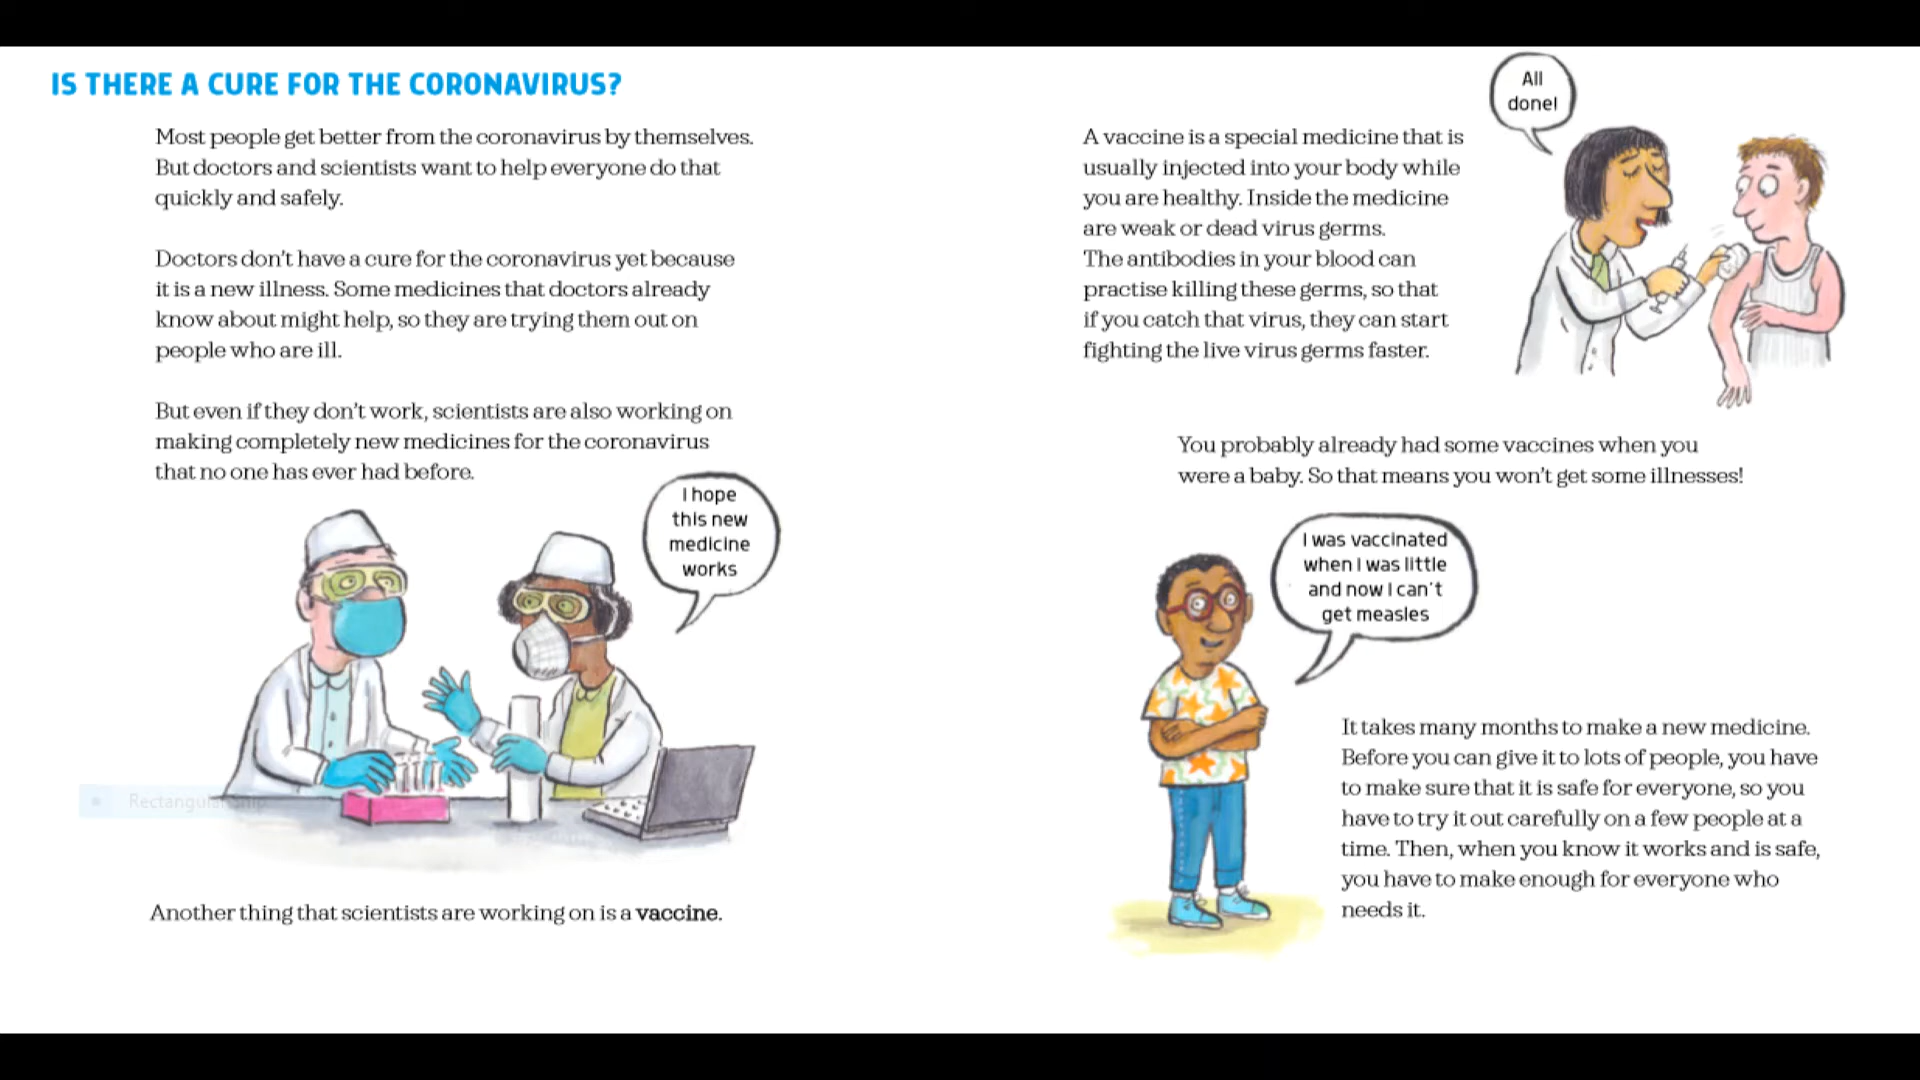 IS THERE A CURE FOR THE CORONAVIRUS?
Most people get better from the coronavirus by themselves.
But doctors and scientists want to help everyone do that
quickly and safely.
Doctors don't have a cure for the coronavirus yet because
it is a new illness. Some medicines that doctors already
know about might help, so they are trying them out on
people who are ill.
But even if they don't work, scientists are also working on
making completely new medicines for the coronavirus
that no one has ever had before.
I hope
this new
medicine
works
Another thing that scientists are working on is a vaccine.
All
done!
A vaccine is a special medicine that is
usually injected into your body while
you are healthy. Inside the medicine
are weak or dead virus germs.
The antibodies in your blood can
practise killing these germs, so that
if you catch that virus, they can start
fighting the live virus germs faster.
You probably already had some vaccines when you
were a baby. So that means you won't get some illnesses!
I was vaccinated
when I was little
and now I can't
get measles
It takes many months to make a new medicine.
Before you can give it to lots of people, you have
to make sure that it is safe for everyone, so you
have to try it out carefully on a few people at a
time. Then, when you know it works and is safe,
you have to make enough for everyone who
needs it.